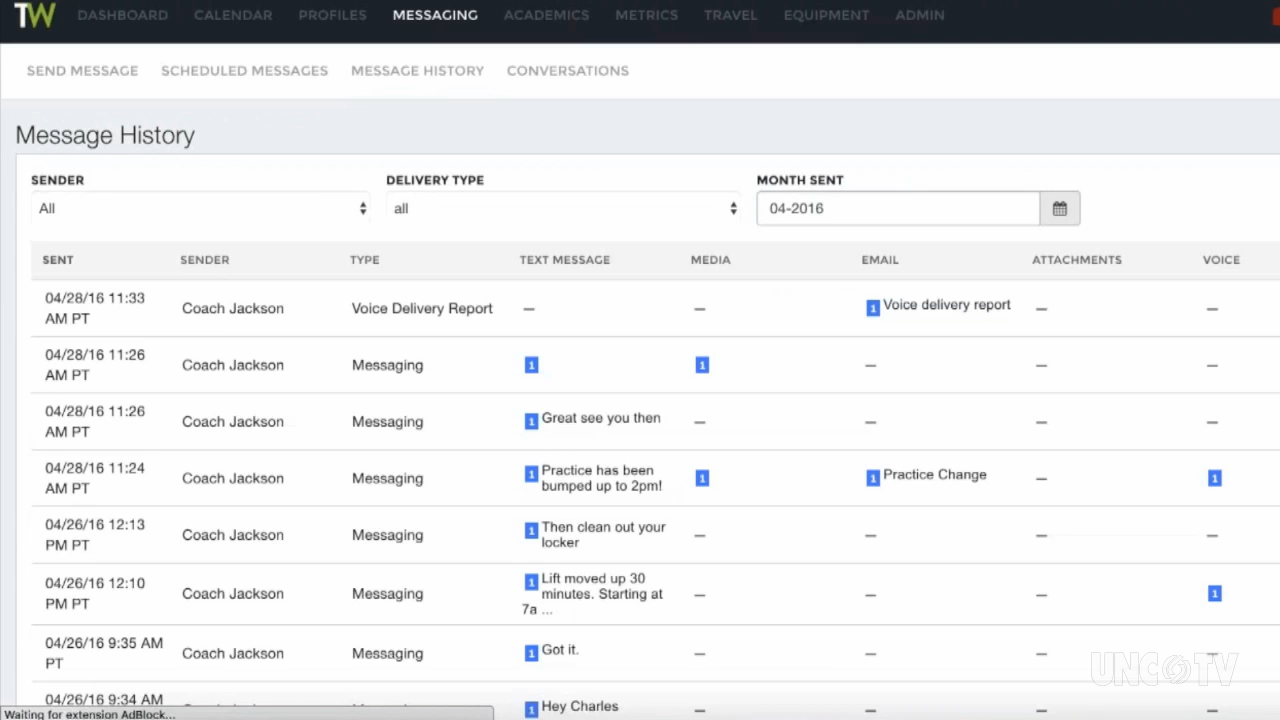 TW DASHBOARD CALENDAR PROFILES MESSAGING ACADEMICS METRICS TRAVEL EQUIPMENT ADMIN
SEND MESSAGE SCHEDULED MESSAGES MESSAGE HISTORY CONVERSATIONS
Message History
SENDER DELIVERY TYPE MONTH SENT
All all 04-2016
SENT SENDER TYPE TEXT MESSAGE MEDIA EMAIL ATTACHMENTS VOICE
04/28/16 11:33 Coach Jackson Voice Delivery Report — — 1 Voice delivery report — —
AM PT
04/28/16 11:26 Coach Jackson Messaging 1 1 — — —
AM PT
04/28/16 11:26 Coach Jackson Messaging 1 Great see you then — — — —
AM PT
04/28/16 11:24 Coach Jackson Messaging 1 Practice has been 1 1 Practice Change — 1
AM PT bumped up to 2pm!
04/26/16 12:13 Coach Jackson Messaging 1 Then clean out your — — — —
PM PT locker
04/26/16 12:10 Coach Jackson Messaging 1 Lift moved up 30 — — — 1
PM PT minutes. Starting at
7a ...
04/26/16 9:35 AM Coach Jackson Messaging 1 Got it. — — — —
PT
04/26/16 9:34 AM 1 Hey Charles — — — —
UNC TV
Waiting for extension AdBlock...